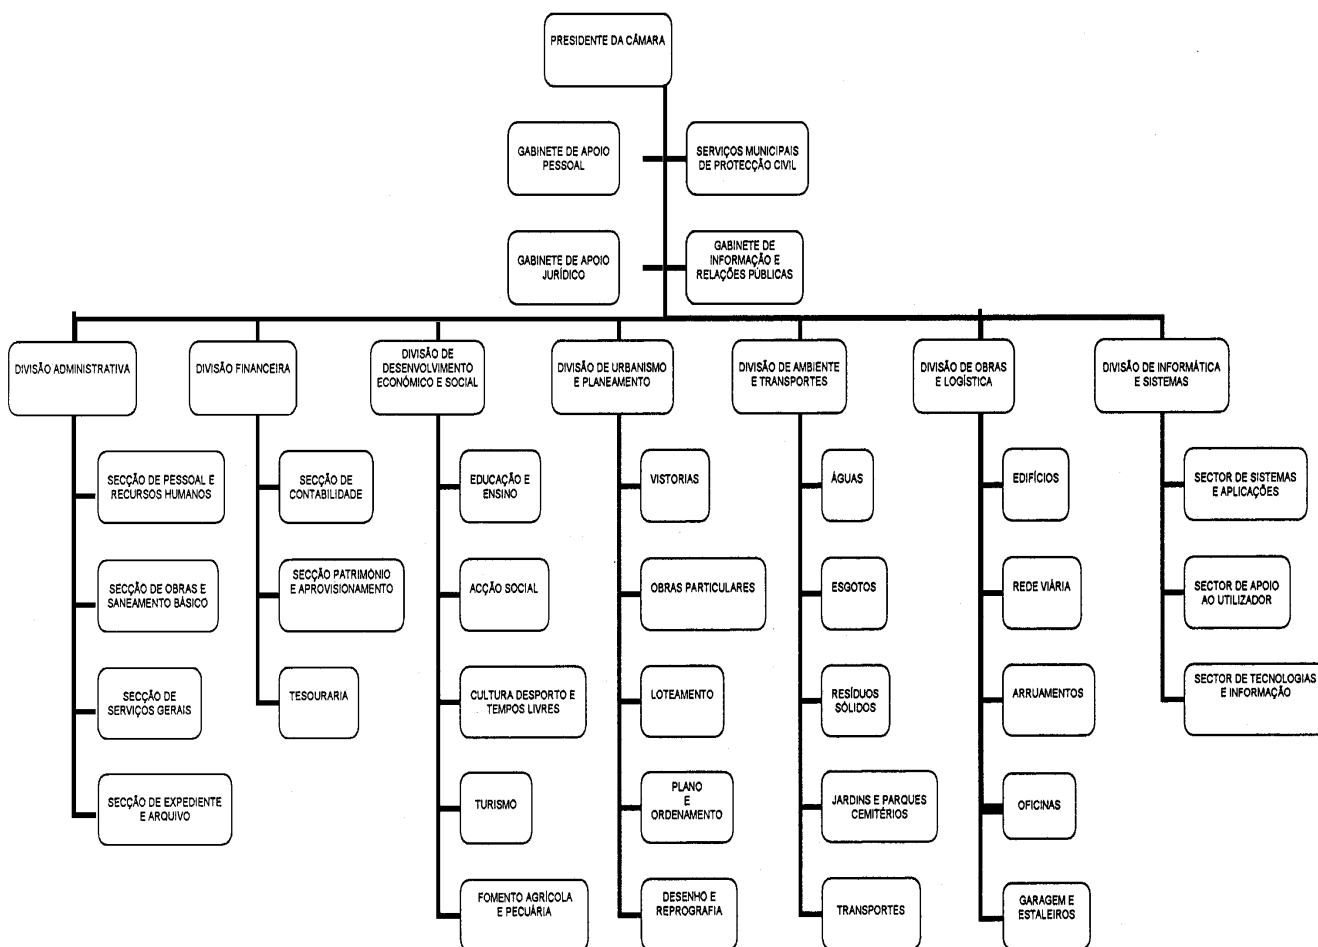 PRESIDENTE DA CÂMARA
GABINETE DE APOIO
PESSOAL
SERVIÇOS MUNICIPAIS
DE PROTECÇÃO CIVIL
GABINETE DE APOIO
JURÍDICO
GABINETE DE
INFORMAÇÃO E
RELAÇÕES PÚBLICAS
DIVISÃO ADMINISTRATIVA
SECÇÃO DE PESSOAL E
RECURSOS HUMANOS
SECÇÃO DE OBRAS E
SANEAMENTO BÁSICO
SECÇÃO DE
SERVIÇOS GERAIS
SECÇÃO DE EXPEDIENTE
E ARQUIVO
DIVISÃO FINANCEIRA
SECÇÃO DE
CONTABILIDADE
SECÇÃO PATRIMÓNIO
E APROVISIONAMENTO
TESOURARIA
DIVISÃO DE
DESENVOLVIMENTO
ECONÓMICO E SOCIAL
EDUCAÇÃO E
ENSINO
ACÇÃO SOCIAL
CULTURA DESPORTO E
TEMPOS LIVRES
TURISMO
FOMENTO AGRÍCOLA
E PECUÁRIA
DIVISÃO DE URBANISMO
E PLANEAMENTO
VISTORIAS
OBRAS PARTICULARES
LOTEAMENTO
PLANO
E
ORDENAMENTO
DESENHO E
REPROGRAFIA
DIVISÃO DE AMBIENTE
E TRANSPORTES
ÁGUAS
ESGOTOS
RESÍDUOS
SÓLIDOS
JARDINS E PARQUES
CEMITÉRIOS
TRANSPORTES
DIVISÃO DE OBRAS
E LOGÍSTICA
EDIFÍCIOS
REDE VIÁRIA
ARRUAMENTOS
OFICINAS
GARAGEM E
ESTALEIROS
DIVISÃO DE INFORMÁTICA
E SISTEMAS
SECTOR DE SISTEMAS
E APLICAÇÕES
SECTOR DE APOIO
AO UTILIZADOR
SECTOR DE TECNOLOGIAS
E INFORMAÇÃO